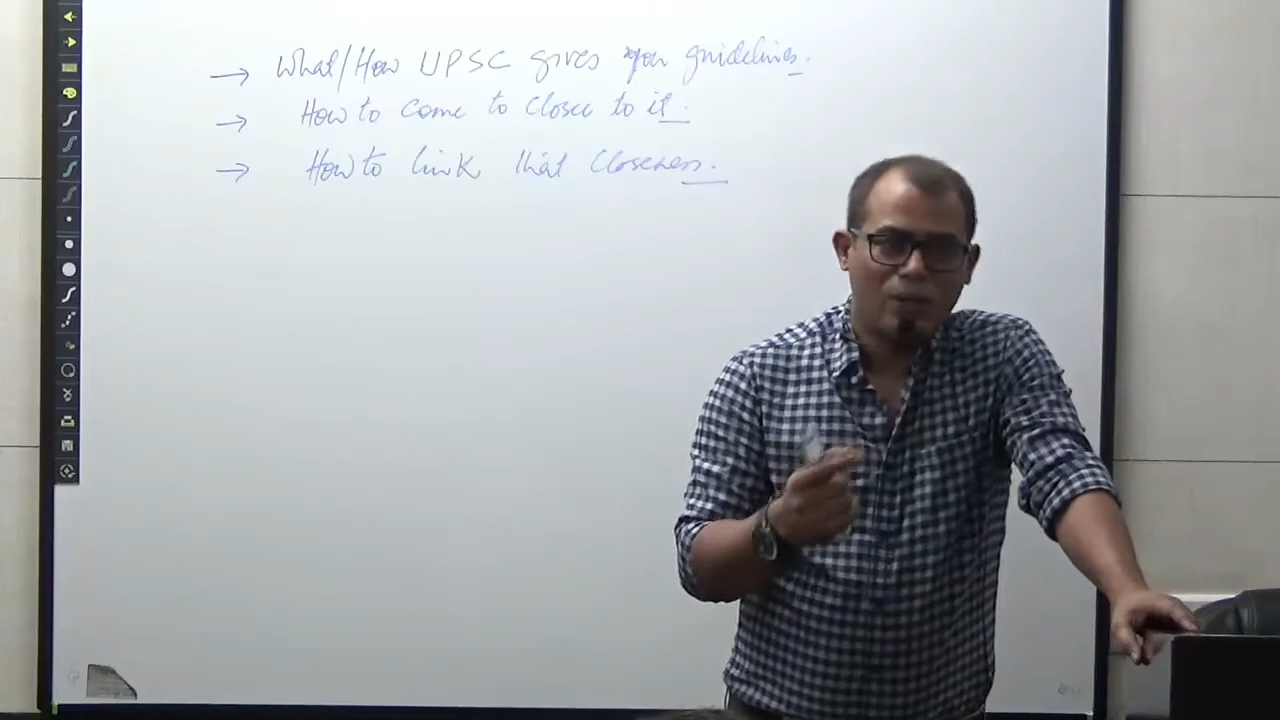 → What/How UPSC gives you guidelines.
→ How to come to closer to it.
→ How to link that closeness.